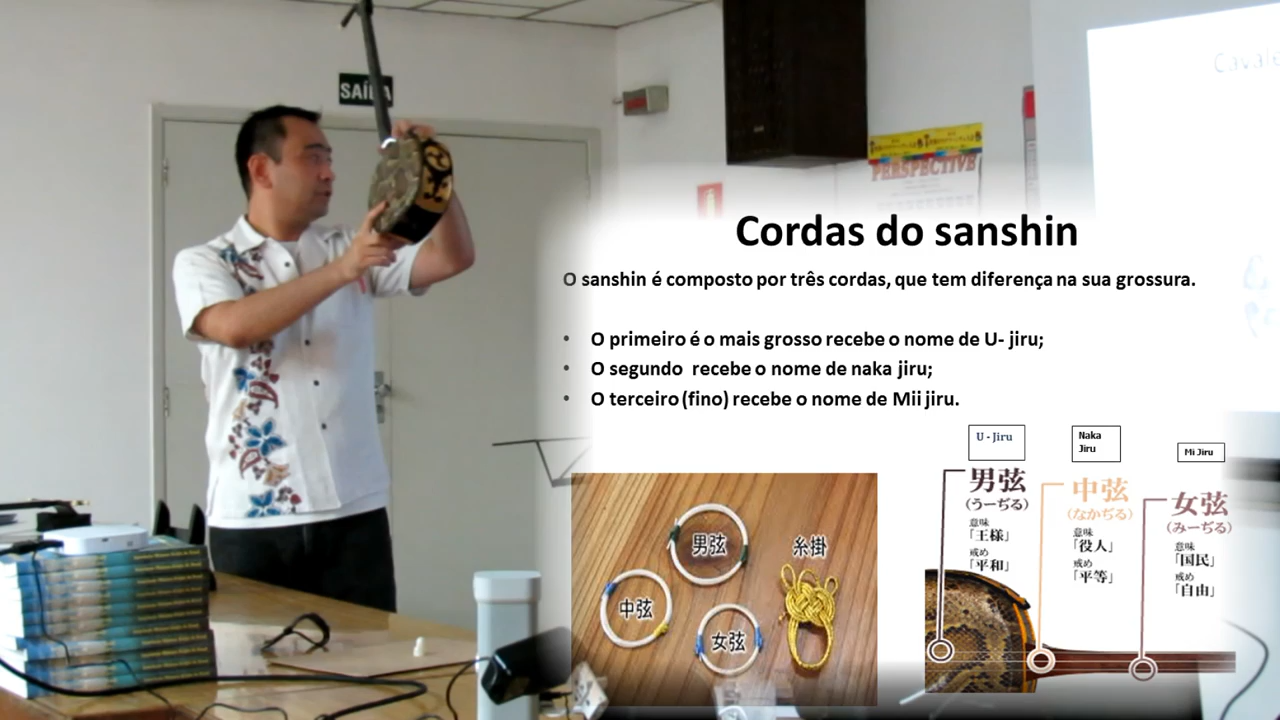 SAÍDA
PERSPECTIVE
Cavale
Cordas do sanshin
O sanshin é composto por três cordas, que tem diferença na sua grossura.
• O primeiro é o mais grosso recebe o nome de U- jiru;
• O segundo recebe o nome de naka jiru;
• O terceiro (fino) recebe o nome de Mii jiru.
U - Jiru
Naka
Jiru
Mi Jiru
男弦
(うーぢる)
意味
「王様」
戒め
「平和」
中弦
(なかぢる)
意味
「役人」
戒め
「平等」
女弦
(みーぢる)
意味
「国民」
戒め
「自由」
男弦
糸掛
中弦
女弦